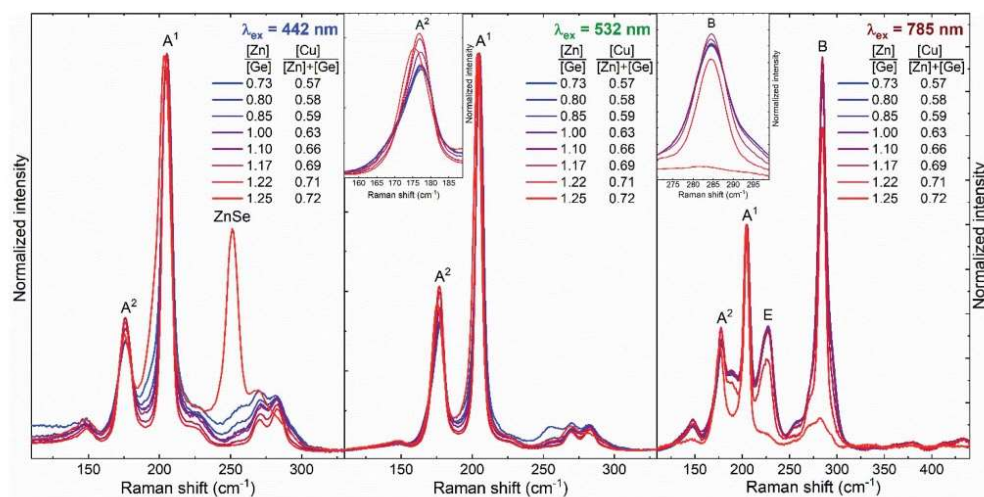 λex = 442 nm
[Zn] [Cu]
[Ge] [Zn]+[Ge]
0.73 0.57
0.80 0.58
0.85 0.59
1.00 0.63
1.10 0.66
1.17 0.69
1.22 0.71
1.25 0.72
A¹
A²
ZnSe
Normalized intensity
100 150 200 250 300
Raman shift (cm⁻¹)
A²
Normalized intensity
160 165 170 175 180 185
Raman shift (cm⁻¹)
λex = 532 nm
[Zn] [Cu]
[Ge] [Zn]+[Ge]
0.73 0.57
0.80 0.58
0.85 0.59
1.00 0.63
1.10 0.66
1.17 0.69
1.22 0.71
1.25 0.72
A¹
A²
150 200 250 300
Raman shift (cm⁻¹)
B
Normalized intensity
275 280 285 290 295
Raman shift (cm⁻¹)
λex = 785 nm
[Zn] [Cu]
[Ge] [Zn]+[Ge]
0.73 0.57
0.80 0.58
0.85 0.59
1.00 0.63
1.10 0.66
1.17 0.69
1.22 0.71
1.25 0.72
B
A¹
A²
E
Normalized intensity
150 200 250 300 350 400
Raman shift (cm⁻¹)